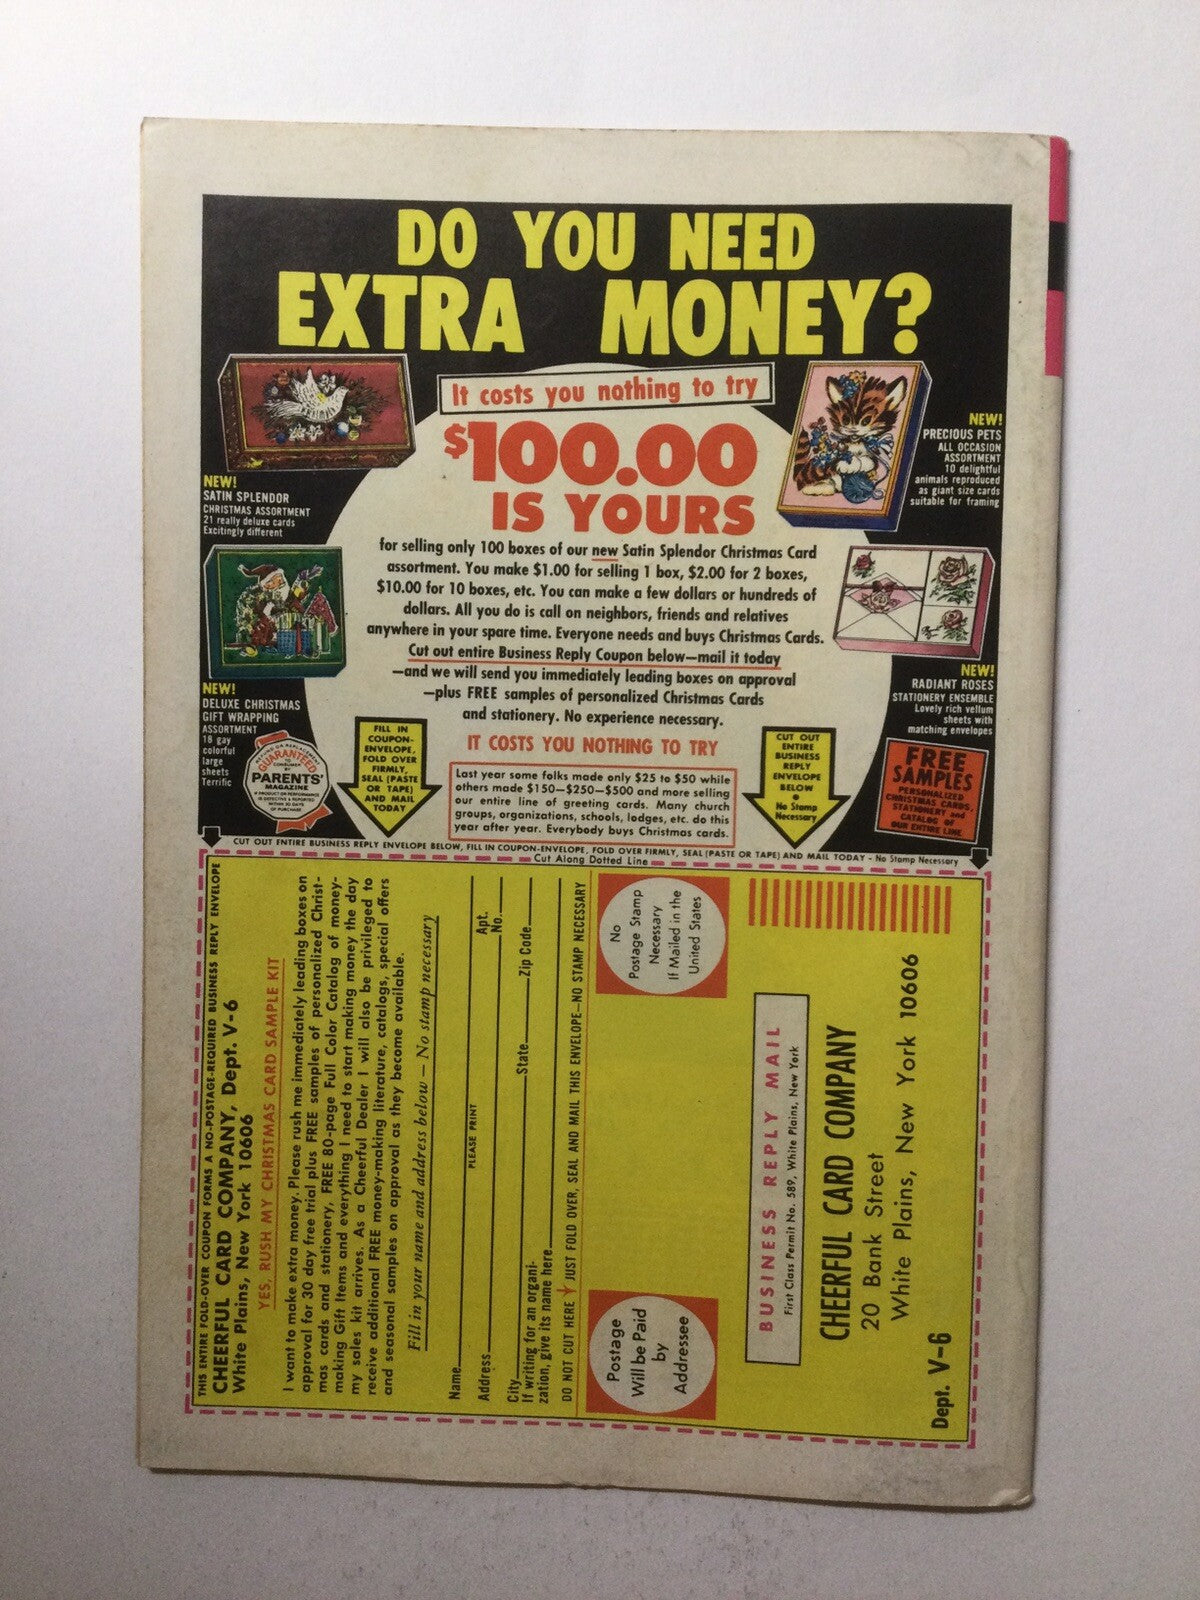 DO YOU NEED
EXTRA MONEY?
It costs you nothing to try
$100.00
IS YOURS
for selling only 100 boxes of our new Satin Splendor Christmas Card
assortment. You make $1.00 for selling 1 box, $2.00 for 2 boxes,
$10.00 for 10 boxes, etc. You can make a few dollars or hundreds of
dollars. All you do is call on neighbors, friends and relatives
anywhere in your spare time. Everyone needs and buys Christmas Cards.
Cut out entire Business Reply Coupon below—mail it today
—and we will send you immediately leading boxes on approval
—plus FREE samples of personalized Christmas Cards
and stationery. No experience necessary.
IT COSTS YOU NOTHING TO TRY
Last year some folks made only $25 to $50 while
others made $150—$250—$500 and more selling
our entire line of greeting cards. Many church
groups, organizations, schools, lodges, etc. do this
year after year. Everybody buys Christmas cards.
NEW!
SATIN SPLENDOR
CHRISTMAS ASSORTMENT
21 really deluxe cards
Excitingly different
NEW!
DELUXE CHRISTMAS
GIFT WRAPPING
ASSORTMENT
18 gay
colorful
large
sheets
Terrific
REFUND OR REPLACEMENT
GUARANTEED
TO CONSUMER
BY
PARENTS'
MAGAZINE
IF PRODUCT OR PERFORMANCE
IS DEFECTIVE & REPORTED
WITHIN 30 DAYS
OF PURCHASE
FILL IN
COUPON-
ENVELOPE,
FOLD OVER
FIRMLY,
SEAL (PASTE
OR TAPE)
AND MAIL
TODAY
NEW!
PRECIOUS PETS
ALL OCCASION
ASSORTMENT
10 delightful
animals reproduced
as giant size cards
suitable for framing
NEW!
RADIANT ROSES
STATIONERY ENSEMBLE
Lovely rich vellum
sheets with
matching envelopes
CUT OUT
ENTIRE
BUSINESS
REPLY
ENVELOPE
BELOW
•
No Stamp
Necessary
FREE
SAMPLES
PERSONALIZED
CHRISTMAS CARDS,
STATIONERY and
CATALOG OF
OUR ENTIRE LINE
CUT OUT ENTIRE BUSINESS REPLY ENVELOPE BELOW, FILL IN COUPON-ENVELOPE, FOLD OVER FIRMLY, SEAL (PASTE OR TAPE) AND MAIL TODAY - No Stamp Necessary
Cut Along Dotted Line
THIS ENTIRE FOLD-OVER COUPON FORMS A NO-POSTAGE-REQUIRED BUSINESS REPLY ENVELOPE
CHEERFUL CARD COMPANY, Dept. V-6
White Plains, New York 10606
YES, RUSH MY CHRISTMAS CARD SAMPLE KIT
I want to make extra money. Please rush me immediately leading boxes on
approval for 30 day free trial plus FREE samples of personalized Christ-
mas cards and stationery, FREE 80-page Full Color Catalog of money-
making Gift Items and everything I need to start making money the day
my sales kit arrives. As a Cheerful Dealer I will also be privileged to
receive additional FREE money-making literature, catalogs, special offers
and seasonal samples on approval as they become available.
Fill in your name and address below — No stamp necessary
Name
PLEASE PRINT
Address Apt. No.
City State Zip Code
If writing for an organi-
zation, give its name here
DO NOT CUT HERE JUST FOLD OVER, SEAL AND MAIL THIS ENVELOPE—NO STAMP NECESSARY
No
Postage Stamp
Necessary
If Mailed in the
United States
Postage
Will be Paid
by
Addressee
BUSINESS REPLY MAIL
First Class Permit No. 589, White Plains, New York
CHEERFUL CARD COMPANY
20 Bank Street
White Plains, New York 10606
Dept. V-6